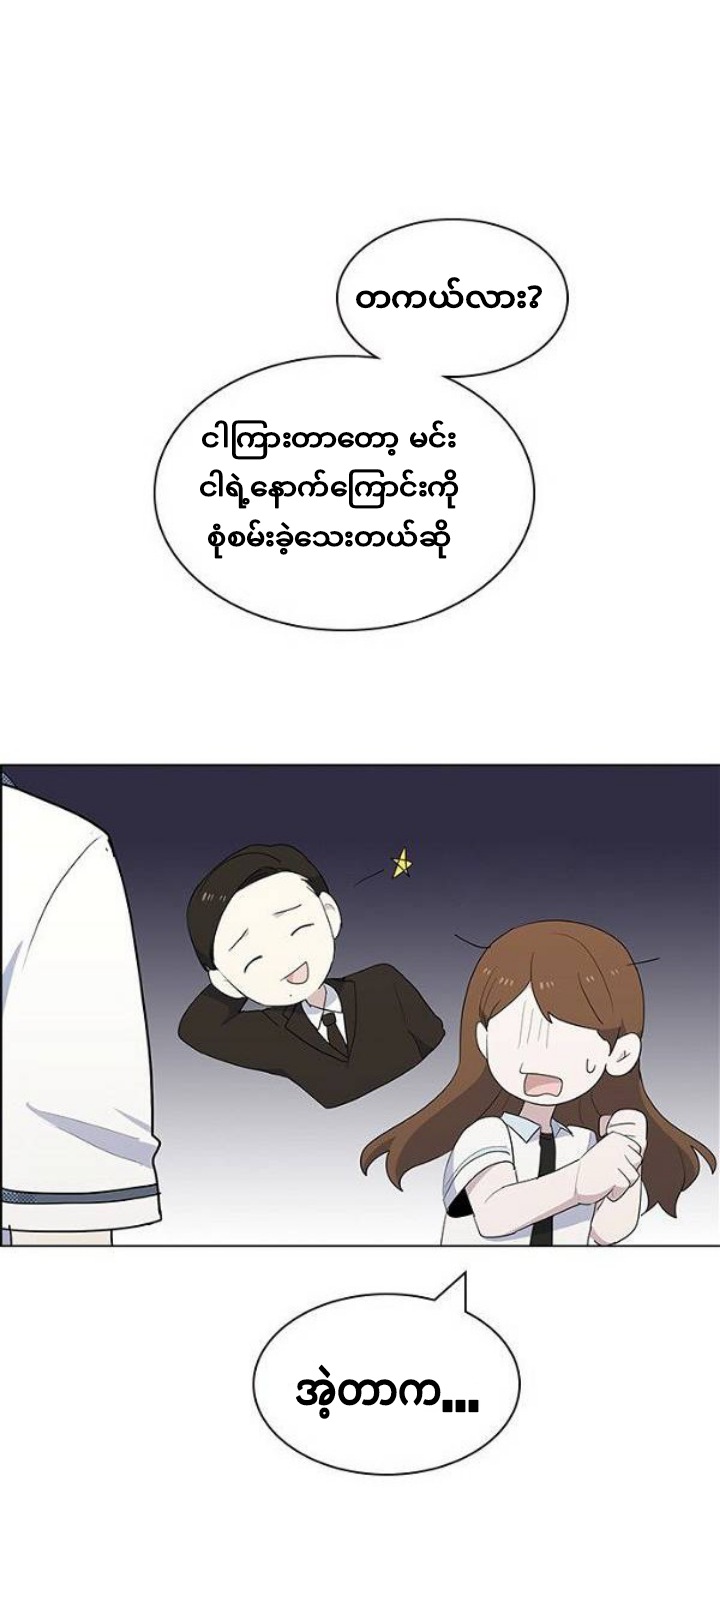 တကယ်လား?
ငါကြားတာတော့ မင်း
ငါရဲ့နောက်ကြောင်းကို
စုံစမ်းခဲ့သေးတယ်ဆို
အဲ့တာက...